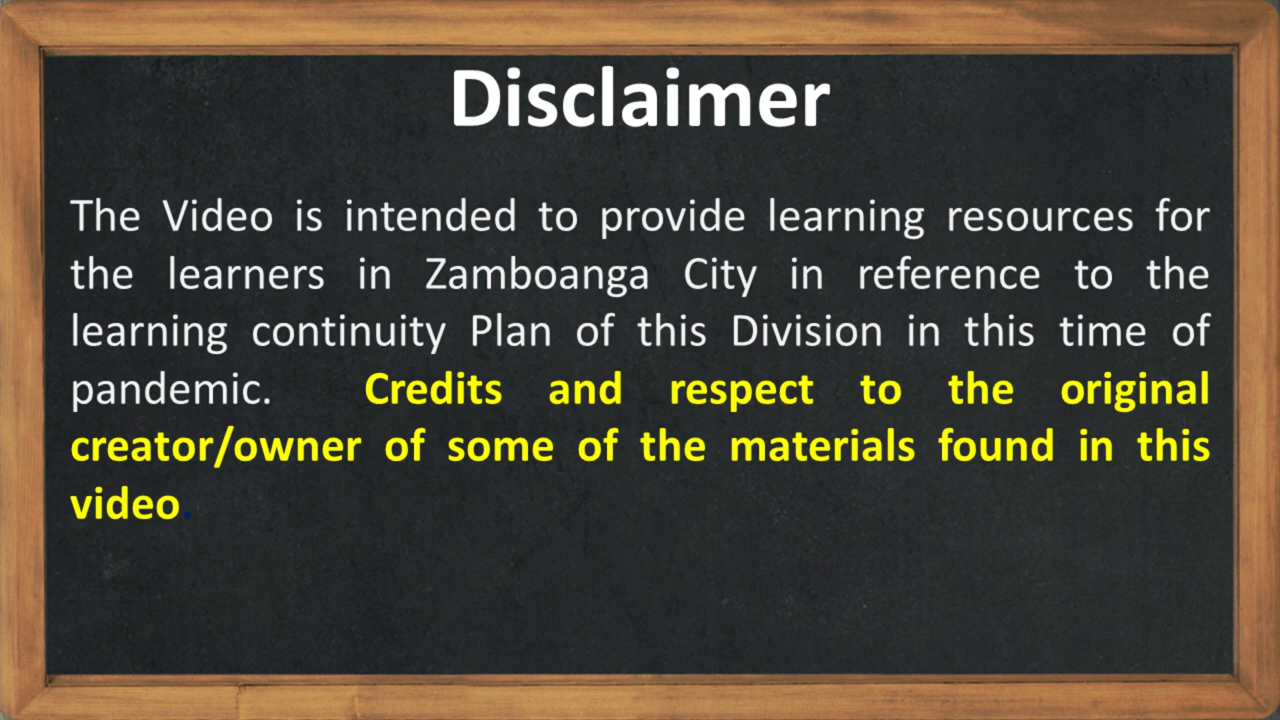 Disclaimer
The Video is intended to provide learning resources for
the learners in Zamboanga City in reference to the
learning continuity Plan of this Division in this time of
pandemic. Credits and respect to the original
creator/owner of some of the materials found in this
video.